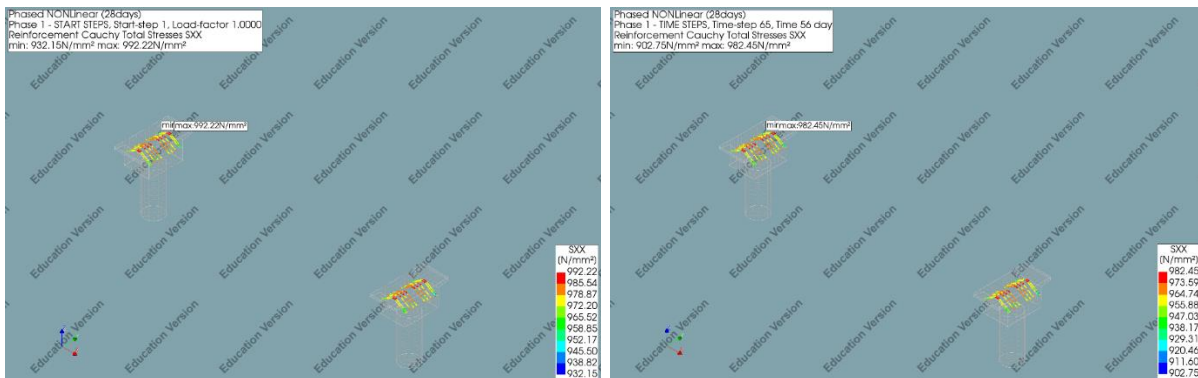 Phased NONLinear (28days)
Phase 1 - START STEPS, Start-step 1, Load-factor 1.0000
Reinforcement Cauchy Total Stresses SXX
min: 932.15N/mm² max: 992.22N/mm²
max:992.22N/mm²
SXX
(N/mm²)
992.22
985.54
978.87
972.20
965.52
958.85
952.17
945.50
938.82
932.15
Education Version
Phased NONLinear (28days)
Phase 1 - TIME STEPS, Time-step 65, Time 56 day
Reinforcement Cauchy Total Stresses SXX
min: 902.75N/mm² max: 982.45N/mm²
max:982.45N/mm²
SXX
(N/mm²)
982.45
973.59
964.74
955.88
947.03
938.17
929.31
920.46
911.60
902.75
Education Version